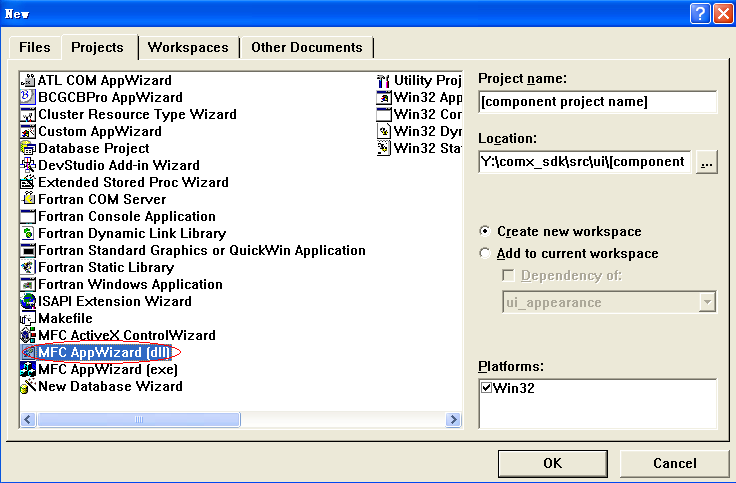 New
Files
Projects
Workspaces
Other Documents
ATL COM AppWizard
BCGCBPro AppWizard
Cluster Resource Type Wizard
Custom AppWizard
Database Project
DevStudio Add-in Wizard
Extended Stored Proc Wizard
Fortran COM Server
Fortran Console Application
Fortran Dynamic Link Library
Fortran Standard Graphics or QuickWin Application
Fortran Static Library
Fortran Windows Application
ISAPI Extension Wizard
Makefile
MFC ActiveX ControlWizard
MFC AppWizard (dll)
MFC AppWizard (exe)
New Database Wizard
Utility Proj
Win32 App
Win32 Con
Win32 Dyn
Win32 Sta
Project name:
[component project name]
Location:
Y:\comx_sdk\src\ui\[component
...
Create new workspace
Add to current workspace
Dependency of:
ui_appearance
Platforms:
Win32
OK
Cancel